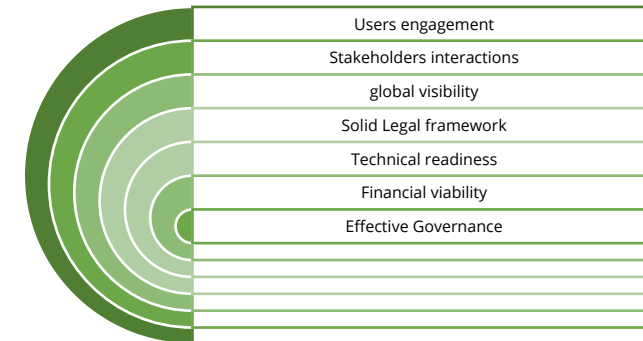 Users engagement
Stakeholders interactions
global visibility
Solid Legal framework
Technical readiness
Financial viability
Effective Governance